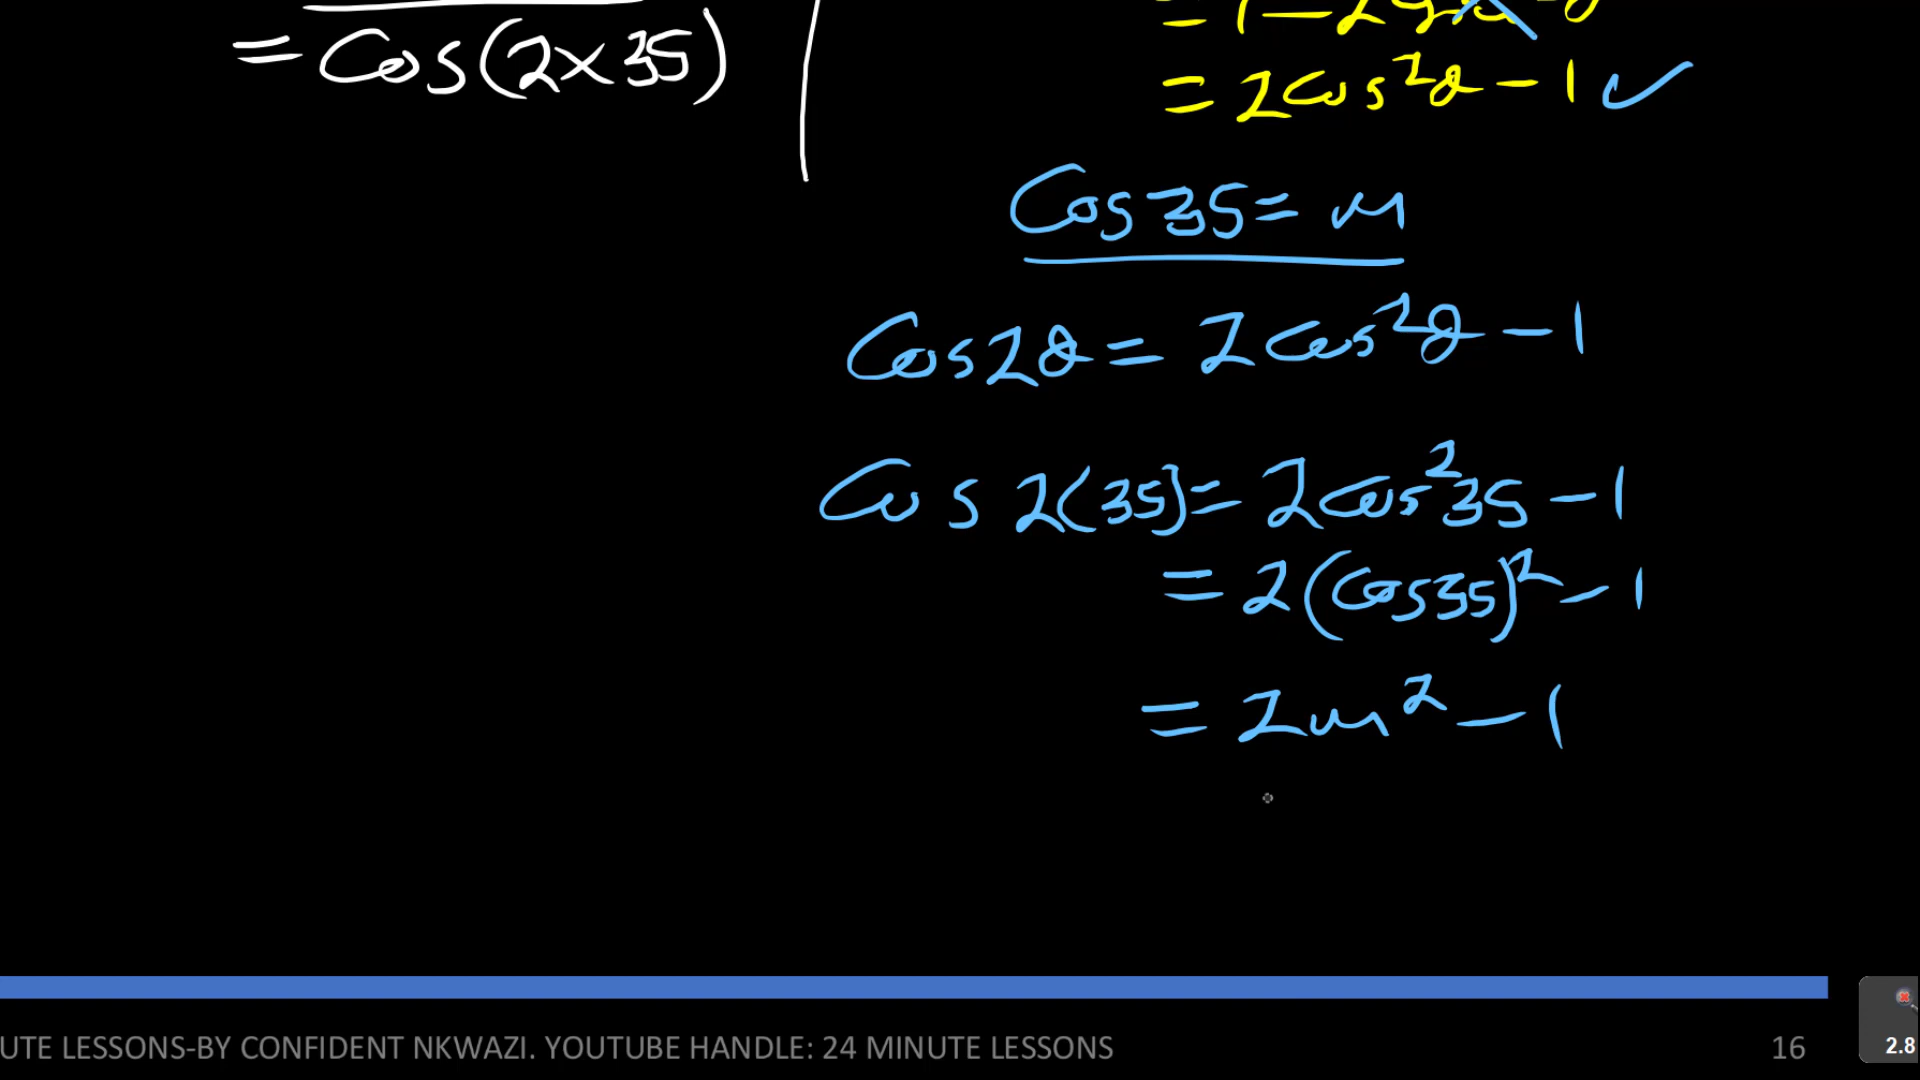 = Cos(2×35)
= 2cos²θ - 1
Cos35 = m
Cos2θ = 2cos²θ - 1
Cos 2(35) = 2cos²35 - 1
= 2(cos35)² - 1
= 2m² - 1
UTE LESSONS-BY CONFIDENT NKWAZI. YOUTUBE HANDLE: 24 MINUTE LESSONS
16
2.8